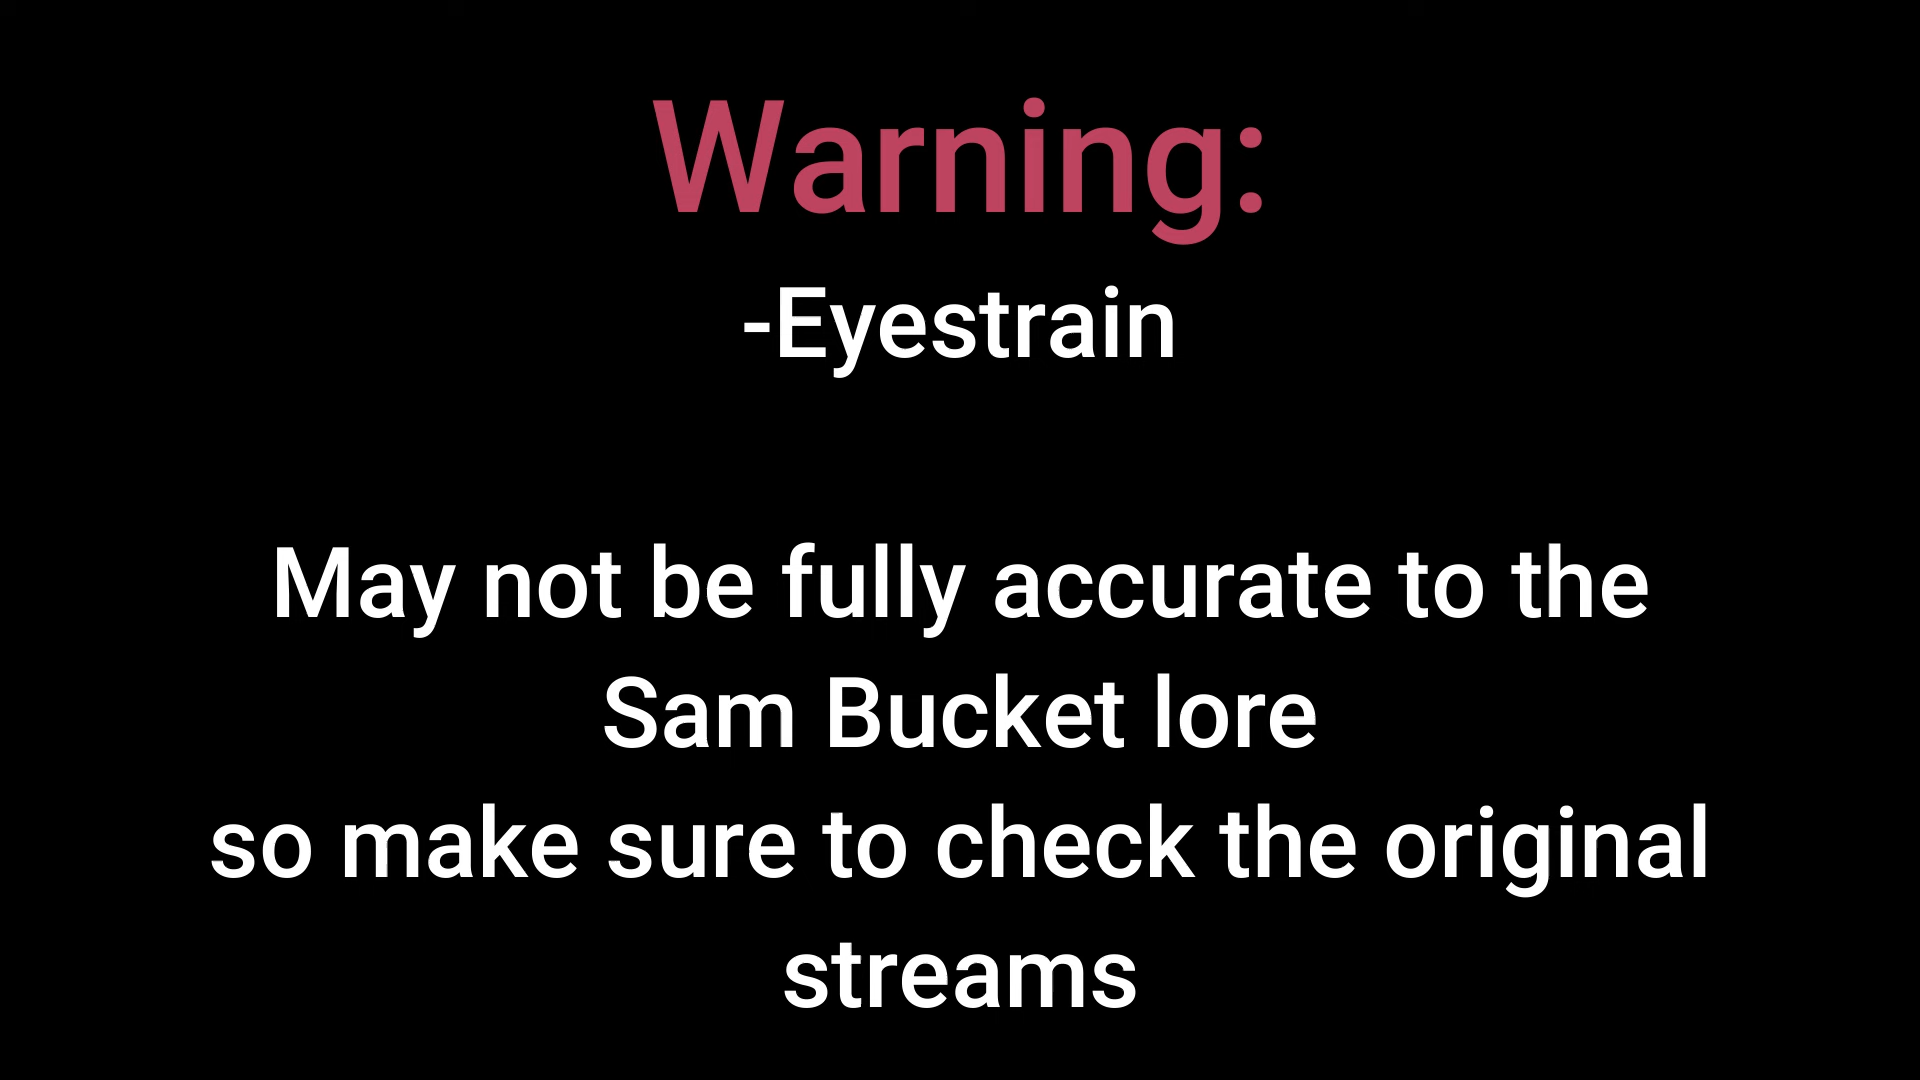 Warning:
-Eyestrain
May not be fully accurate to the
Sam Bucket lore
so make sure to check the original
streams